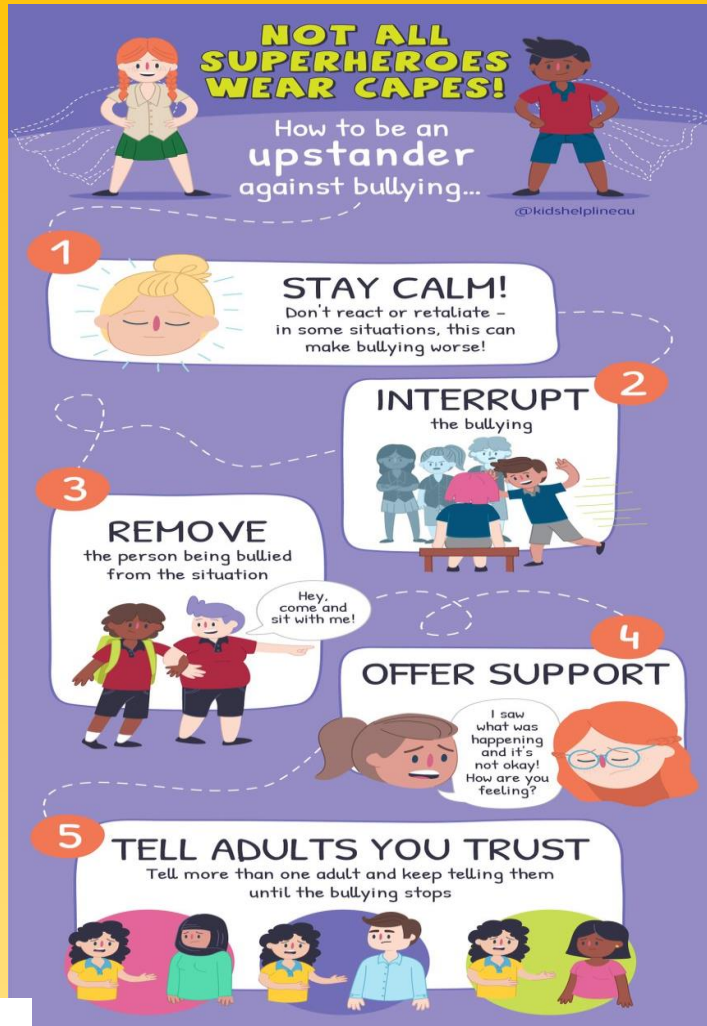 NOT ALL
SUPERHEROES
WEAR CAPES!
How to be an
upstander
against bullying...
@kidshelplineau
1
STAY CALM!
Don't react or retaliate –
in some situations, this can
make bullying worse!
2
INTERRUPT
the bullying
3
REMOVE
the person being bullied
from the situation
Hey,
come and
sit with me!
4
OFFER SUPPORT
I saw
what was
happening
and it's
not okay!
How are you
feeling?
5
TELL ADULTS YOU TRUST
Tell more than one adult and keep telling them
until the bullying stops